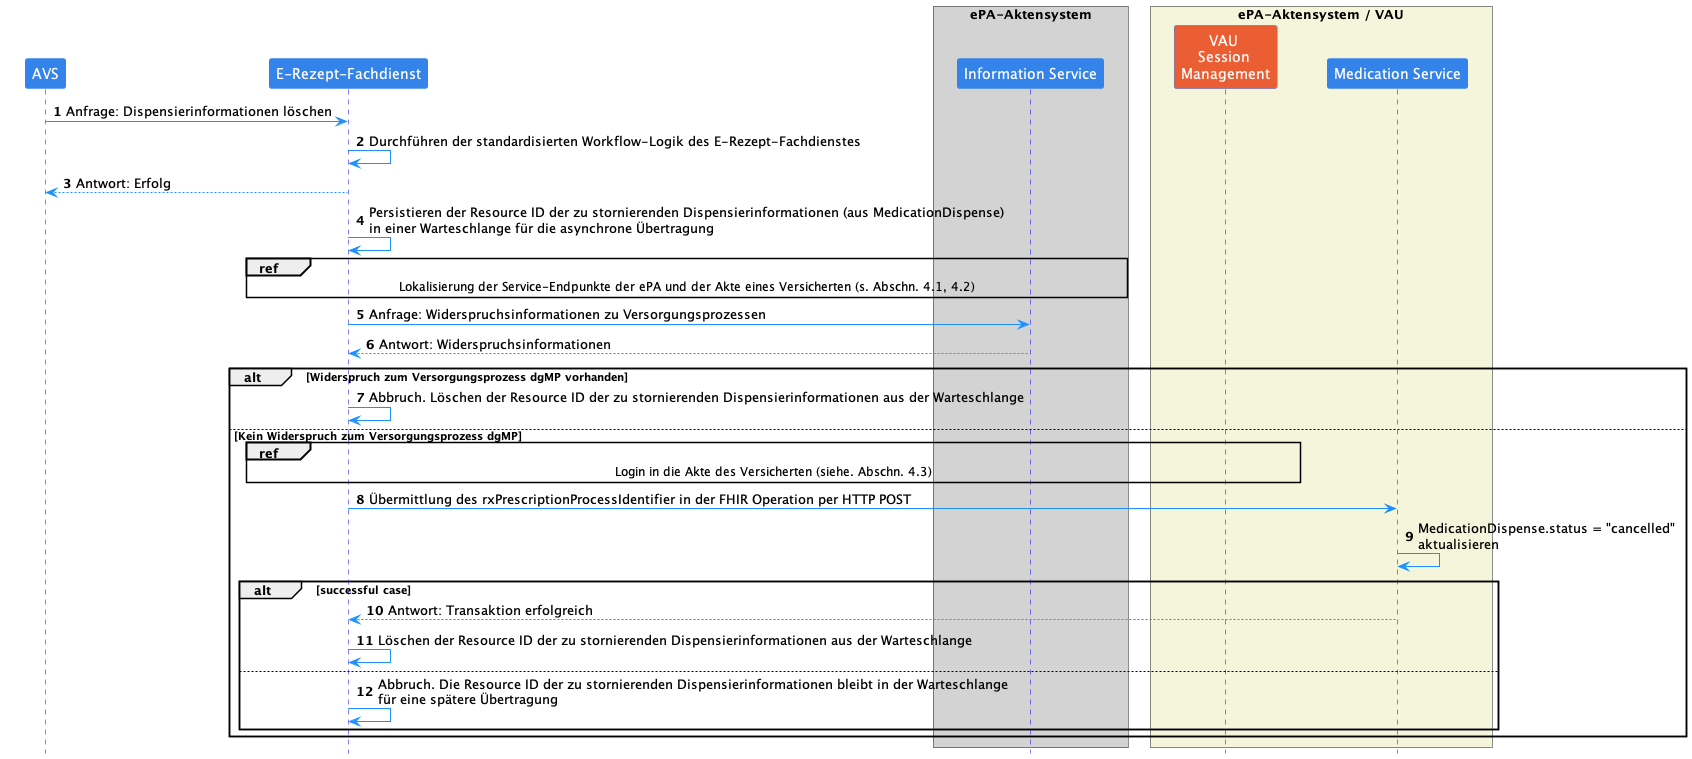 ePA-Aktensystem
ePA-Aktensystem / VAU
AVS
E-Rezept-Fachdienst
Information Service
VAU
Session
Management
Medication Service
1 Anfrage: Dispensierinformationen löschen
2 Durchführen der standardisierten Workflow-Logik des E-Rezept-Fachdienstes
3 Antwort: Erfolg
4 Persistieren der Resource ID der zu stornierenden Dispensierinformationen (aus MedicationDispense)
in einer Warteschlange für die asynchrone Übertragung
ref
Lokalisierung der Service-Endpunkte der ePA und der Akte eines Versicherten (s. Abschn. 4.1, 4.2)
5 Anfrage: Widerspruchsinformationen zu Versorgungsprozessen
6 Antwort: Widerspruchsinformationen
alt [Widerspruch zum Versorgungsprozess dgMP vorhanden]
7 Abbruch. Löschen der Resource ID der zu stornierenden Dispensierinformationen aus der Warteschlange
[Kein Widerspruch zum Versorgungsprozess dgMP]
ref
Login in die Akte des Versicherten (siehe. Abschn. 4.3)
8 Übermittlung des rxPrescriptionProcessIdentifier in der FHIR Operation per HTTP POST
9 MedicationDispense.status = "cancelled"
aktualisieren
alt [successful case]
10 Antwort: Transaktion erfolgreich
11 Löschen der Resource ID der zu stornierenden Dispensierinformationen aus der Warteschlange
12 Abbruch. Die Resource ID der zu stornierenden Dispensierinformationen bleibt in der Warteschlange
für eine spätere Übertragung